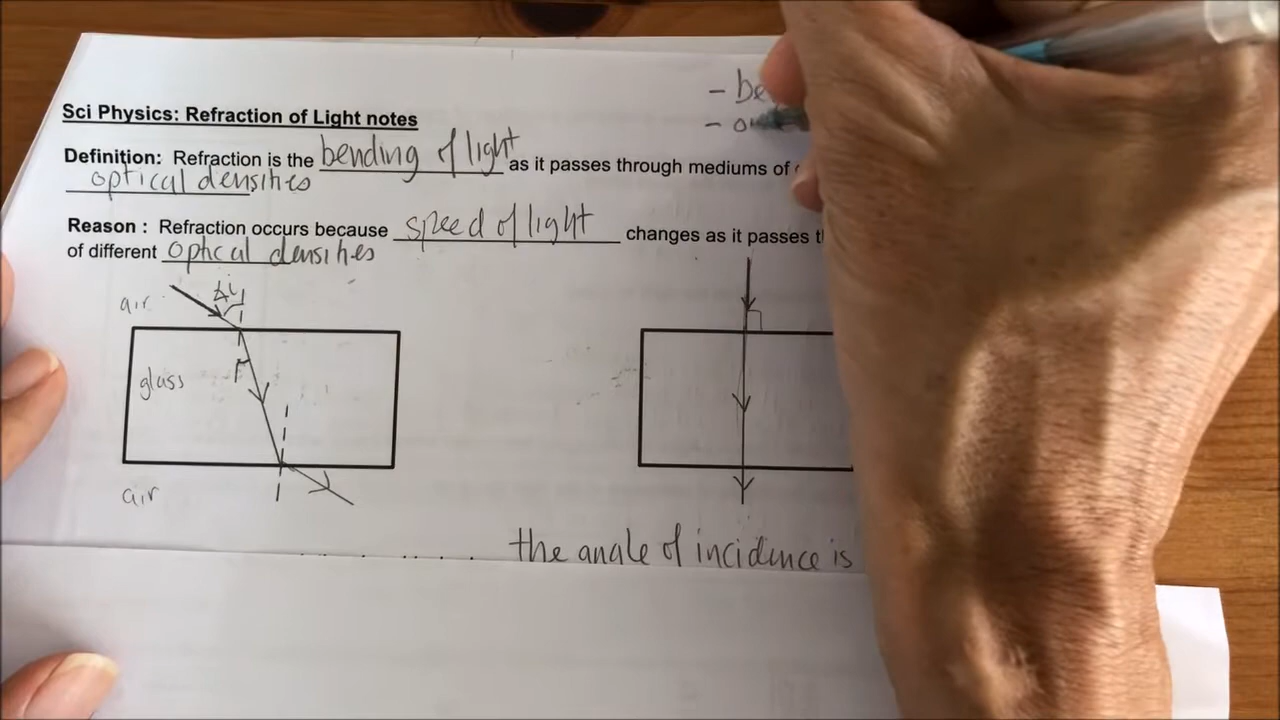 Sci Physics: Refraction of Light notes
Definition: Refraction is the bending of light as it passes through mediums of
optical densities
Reason : Refraction occurs because speed of light changes as it passes
of different optical densities
air
∠i
glass
r
air
the angle of incidence is